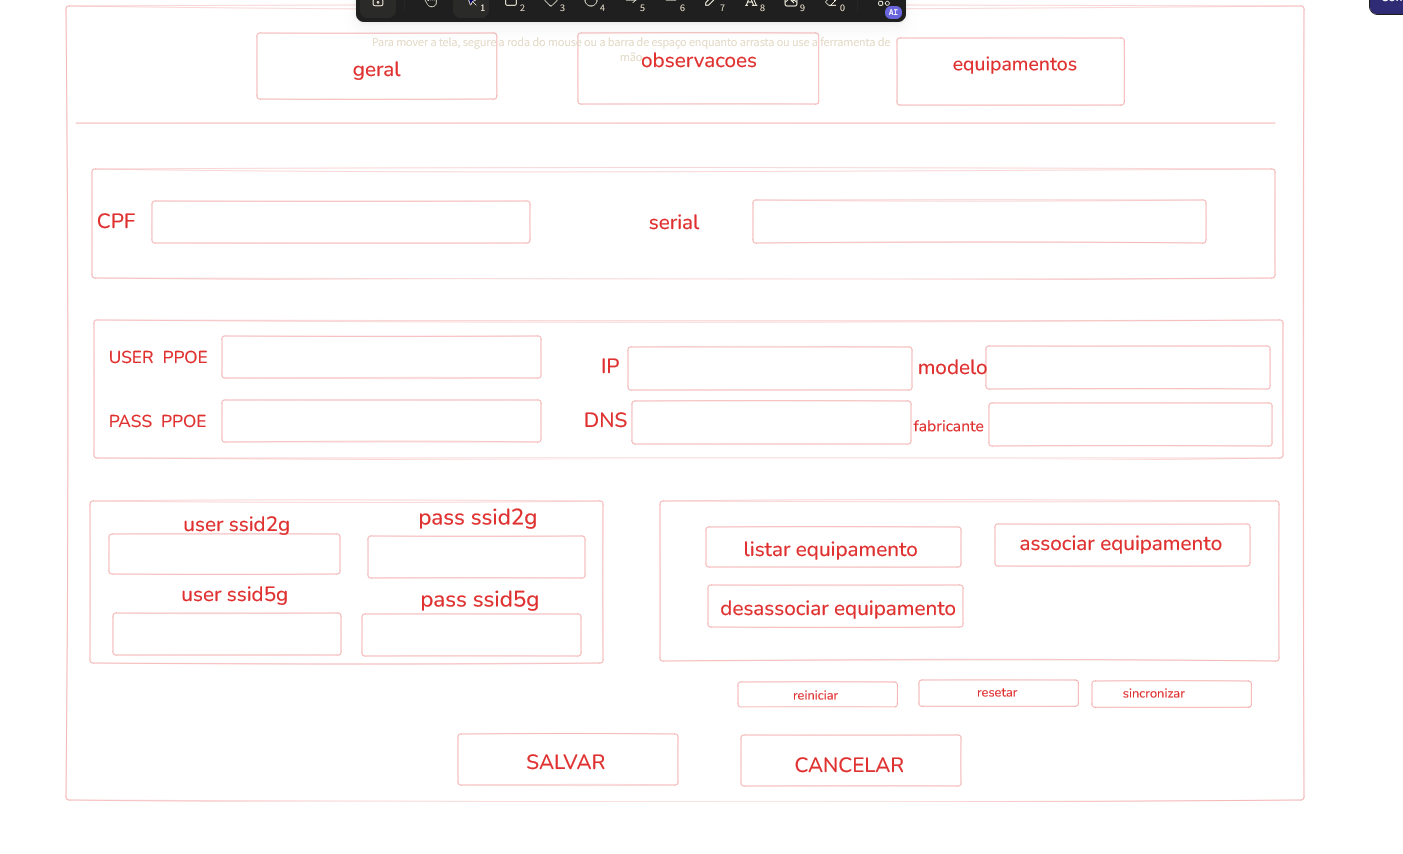 1 2 3 4 5 6 7 8 9 0 AI
Para mover a tela, segure a roda do mouse ou a barra de espaço enquanto arrasta ou use a ferramenta de
mão
geral
observacoes
equipamentos
CPF
serial
USER PPOE
IP
modelo
PASS PPOE
DNS
fabricante
user ssid2g
pass ssid2g
user ssid5g
pass ssid5g
listar equipamento
associar equipamento
desassociar equipamento
reiniciar
resetar
sincronizar
SALVAR
CANCELAR